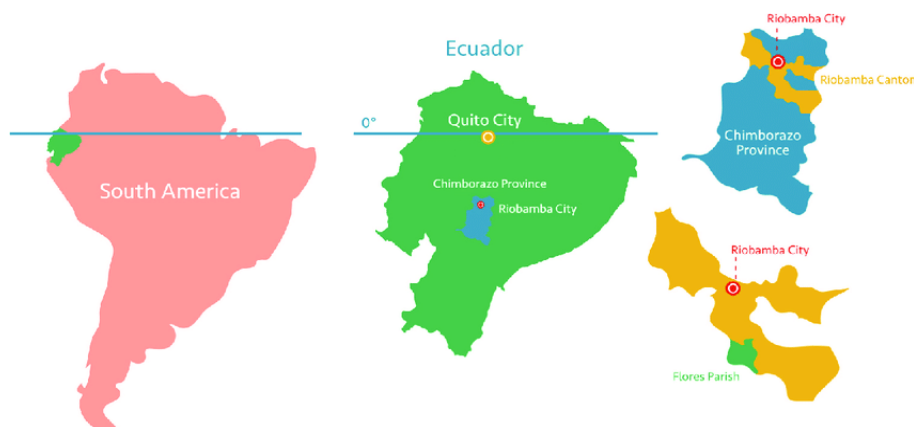 South America
Ecuador
0°
Quito City
Chimborazo Province
Riobamba City
Riobamba City
Riobamba Cantor
Chimborazo
Province
Riobamba City
Flores Parish